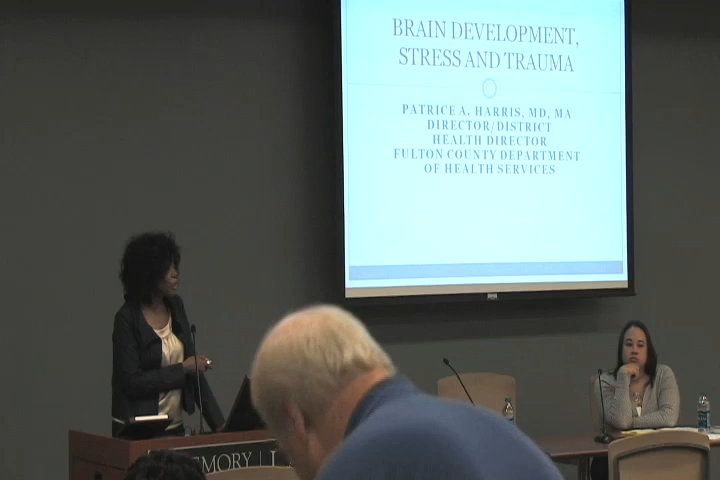 BRAIN DEVELOPMENT,
STRESS AND TRAUMA
PATRICE A. HARRIS, MD, MA
DIRECTOR/DISTRICT
HEALTH DIRECTOR
FULTON COUNTY DEPARTMENT
OF HEALTH SERVICES
EMORY | L